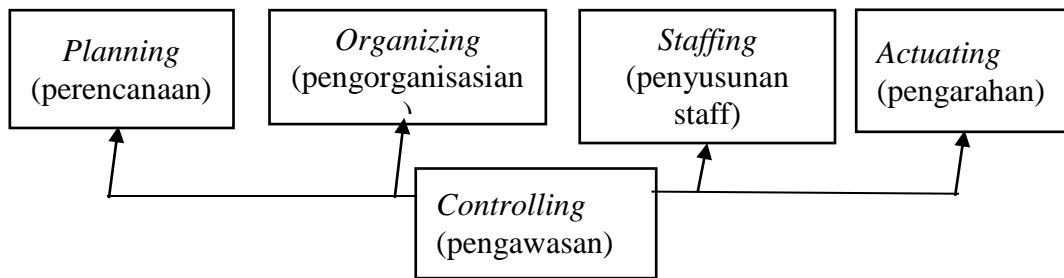 Planning
(perencanaan)
Organizing
(pengorganisasian
)
Staffing
(penyusunan
staff)
Actuating
(pengarahan)
Controlling
(pengawasan)